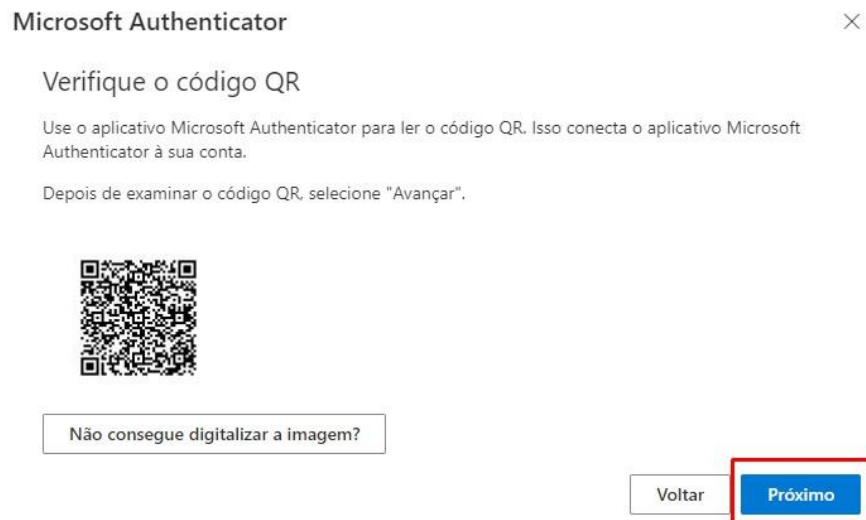 Microsoft Authenticator
Verifique o código QR
Use o aplicativo Microsoft Authenticator para ler o código QR. Isso conecta o aplicativo Microsoft
Authenticator à sua conta.
Depois de examinar o código QR, selecione "Avançar".
Não consegue digitalizar a imagem?
Voltar
Próximo